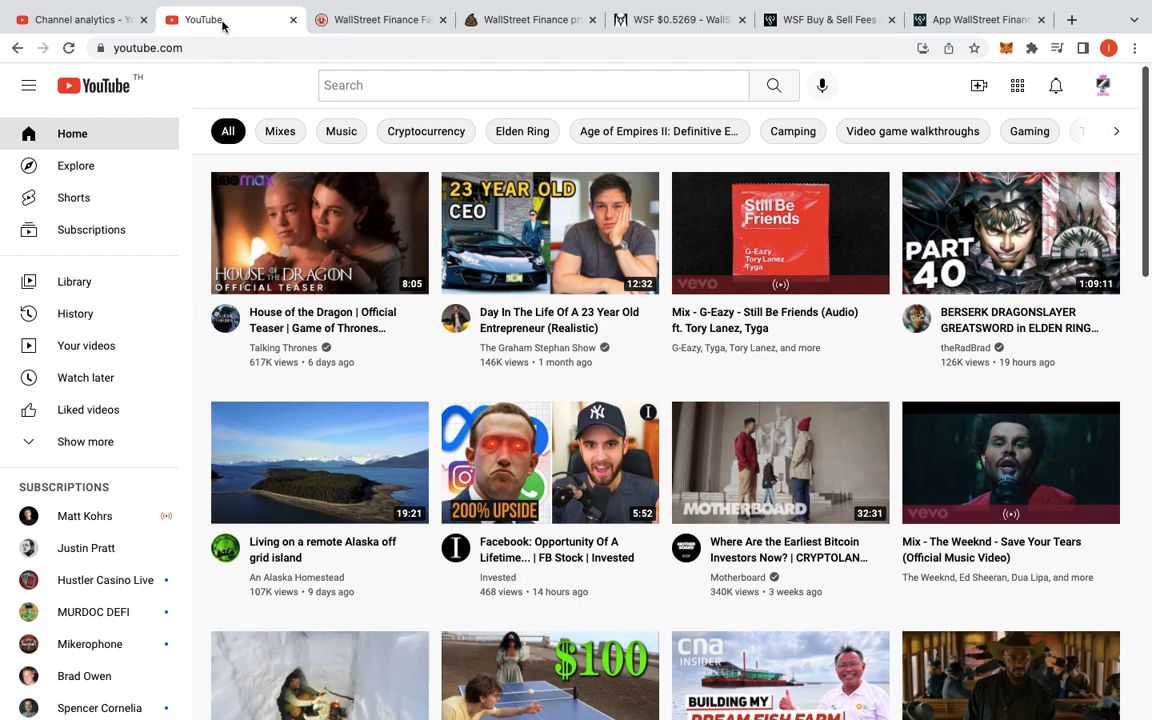 Channel analytics - Yo
YouTube
WallStreet Finance Fa
WallStreet Finance pri
WSF $0.5269 - WallS
WSF Buy & Sell Fees
App WallStreet Financ
youtube.com
YouTube TH
Search
All
Mixes
Music
Cryptocurrency
Elden Ring
Age of Empires II: Definitive E...
Camping
Video game walkthroughs
Gaming
Home
Explore
Shorts
Subscriptions
Library
History
Your videos
Watch later
Liked videos
Show more
SUBSCRIPTIONS
Matt Kohrs
Justin Pratt
Hustler Casino Live
MURDOC DEFI
Mikerophone
Brad Owen
Spencer Cornelia
HBO max
HOUSE OF THE DRAGON
OFFICIAL TEASER
8:05
House of the Dragon | Official
Teaser | Game of Thrones...
Talking Thrones
617K views • 6 days ago
23 YEAR OLD
CEO
12:32
Day In The Life Of A 23 Year Old
Entrepreneur (Realistic)
The Graham Stephan Show
146K views • 1 month ago
Still Be
Friends
G-Eazy
Tory Lanez
Tyga
vevo
Mix - G-Eazy - Still Be Friends (Audio)
ft. Tory Lanez, Tyga
G-Eazy, Tyga, Tory Lanez, and more
PART
40
1:09:11
BERSERK DRAGONSLAYER
GREATSWORD in ELDEN RING...
theRadBrad
126K views • 19 hours ago
19:21
Living on a remote Alaska off
grid island
An Alaska Homestead
107K views • 9 days ago
200% UPSIDE
5:52
Facebook: Opportunity Of A
Lifetime... | FB Stock | Invested
Invested
468 views • 14 hours ago
MOTHERBOARD
32:31
Where Are the Earliest Bitcoin
Investors Now? | CRYPTOLAN...
Motherboard
340K views • 3 weeks ago
vevo
Mix - The Weeknd - Save Your Tears
(Official Music Video)
The Weeknd, Ed Sheeran, Dua Lipa, and more
$100
cna
INSIDER
BUILDING MY
DREAM FISH FARM